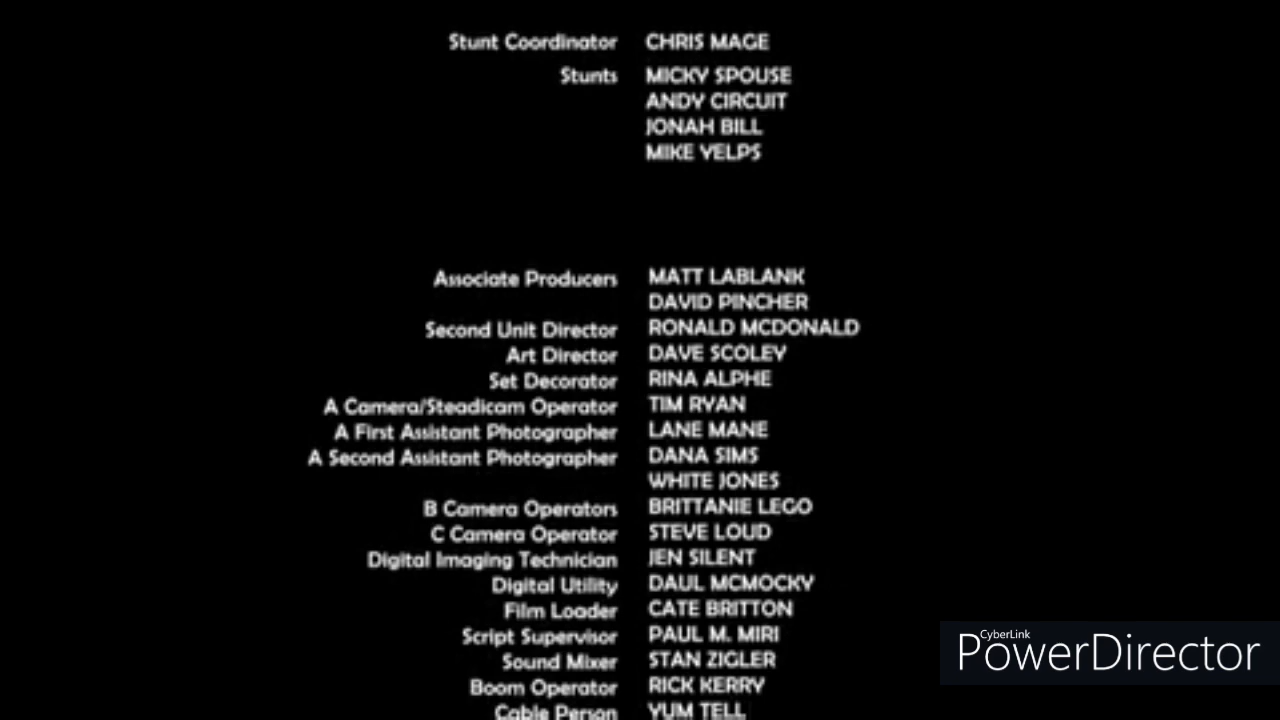 Stunt Coordinator CHRIS MAGE
Stunts MICKY SPOUSE
ANDY CIRCUIT
JONAH BILL
MIKE YELPS
Associate Producers MATT LABLANK
DAVID PINCHER
Second Unit Director RONALD MCDONALD
Art Director DAVE SCOLEY
Set Decorator RINA ALPHE
A Camera/Steadicam Operator TIM RYAN
A First Assistant Photographer LANE MANE
A Second Assistant Photographer DANA SIMS
WHITE JONES
B Camera Operators BRITTANIE LEGO
C Camera Operator STEVE LOUD
Digital Imaging Technician JEN SILENT
Digital Utility DAUL MCMOCKY
Film Loader CATE BRITTON
Script Supervisor PAUL M. MIRI
Sound Mixer STAN ZIGLER
Boom Operator RICK KERRY
Cable Person YUM TELL
CyberLink
PowerDirector